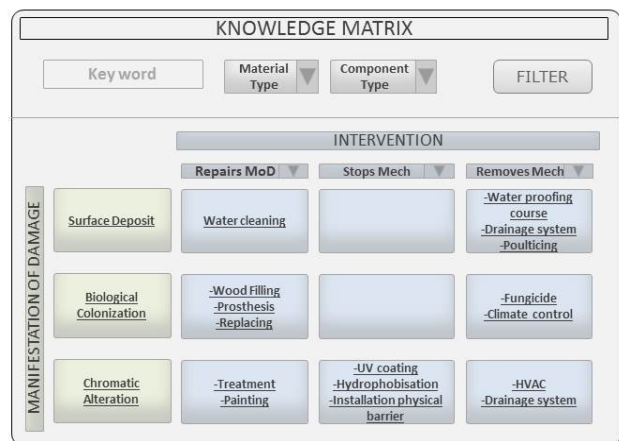 KNOWLEDGE MATRIX
Key word
Material
Type
Component
Type
FILTER
INTERVENTION
Repairs MoD
Stops Mech
Removes Mech
MANIFESTATION OF DAMAGE
Surface Deposit
Water cleaning
-Water proofing
course
-Drainage system
-Poulticing
Biological
Colonization
-Wood Filling
-Prosthesis
-Replacing
-Fungicide
-Climate control
Chromatic
Alteration
-Treatment
-Painting
-UV coating
-Hydrophobisation
-Installation physical
barrier
-HVAC
-Drainage system